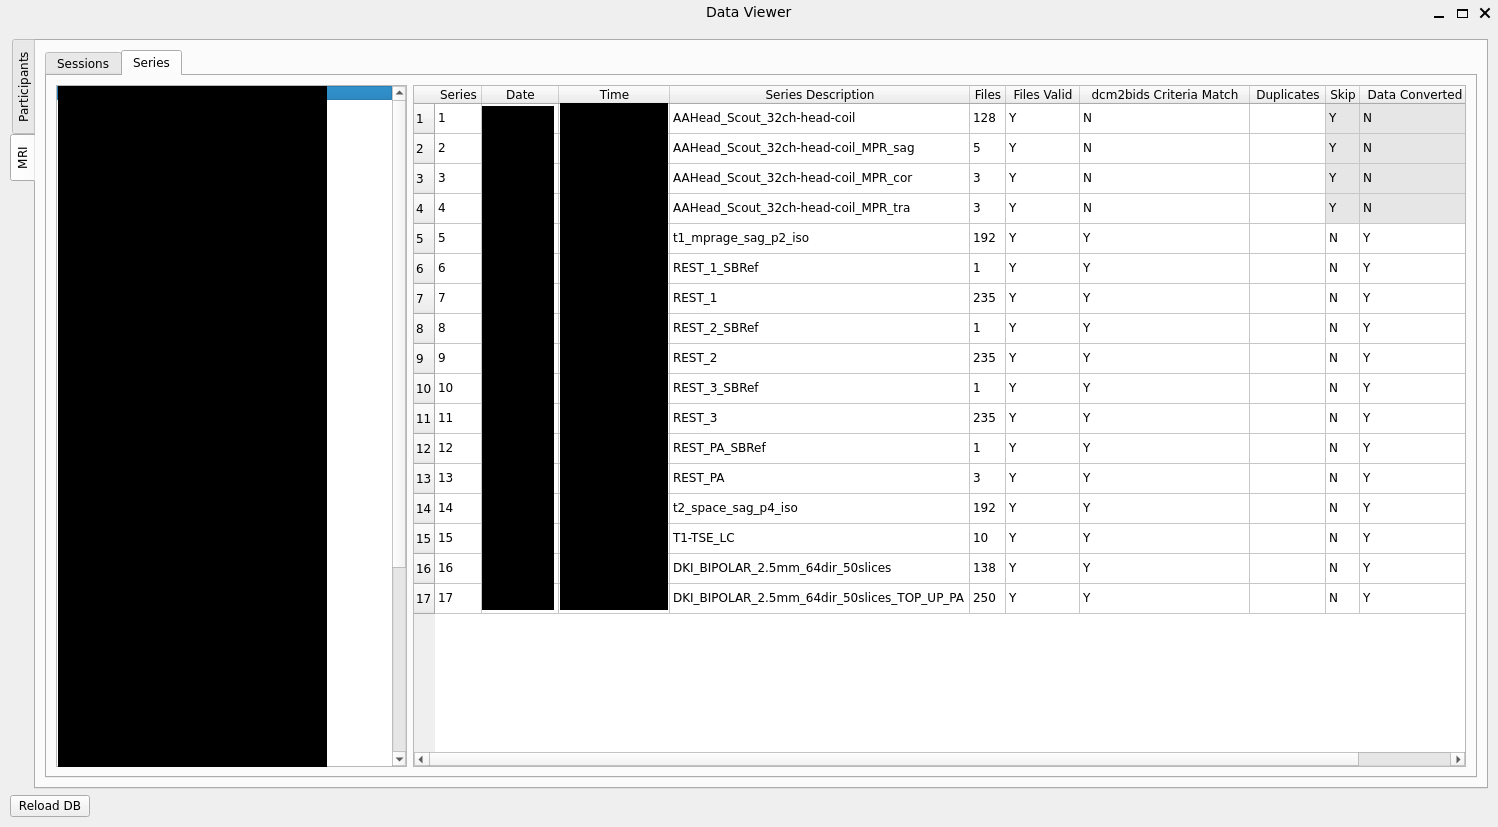 Data Viewer
Participants
MRI
Sessions Series
Series Date Time Series Description Files Files Valid dcm2bids Criteria Match Duplicates Skip Data Converted
1 1 AAHead_Scout_32ch-head-coil 128 Y N Y N
2 2 AAHead_Scout_32ch-head-coil_MPR_sag 5 Y N Y N
3 3 AAHead_Scout_32ch-head-coil_MPR_cor 3 Y N Y N
4 4 AAHead_Scout_32ch-head-coil_MPR_tra 3 Y N Y N
5 5 t1_mprage_sag_p2_iso 192 Y Y N Y
6 6 REST_1_SBRef 1 Y Y N Y
7 7 REST_1 235 Y Y N Y
8 8 REST_2_SBRef 1 Y Y N Y
9 9 REST_2 235 Y Y N Y
10 10 REST_3_SBRef 1 Y Y N Y
11 11 REST_3 235 Y Y N Y
12 12 REST_PA_SBRef 1 Y Y N Y
13 13 REST_PA 3 Y Y N Y
14 14 t2_space_sag_p4_iso 192 Y Y N Y
15 15 T1-TSE_LC 10 Y Y N Y
16 16 DKI_BIPOLAR_2.5mm_64dir_50slices 138 Y Y N Y
17 17 DKI_BIPOLAR_2.5mm_64dir_50slices_TOP_UP_PA 250 Y Y N Y
Reload DB